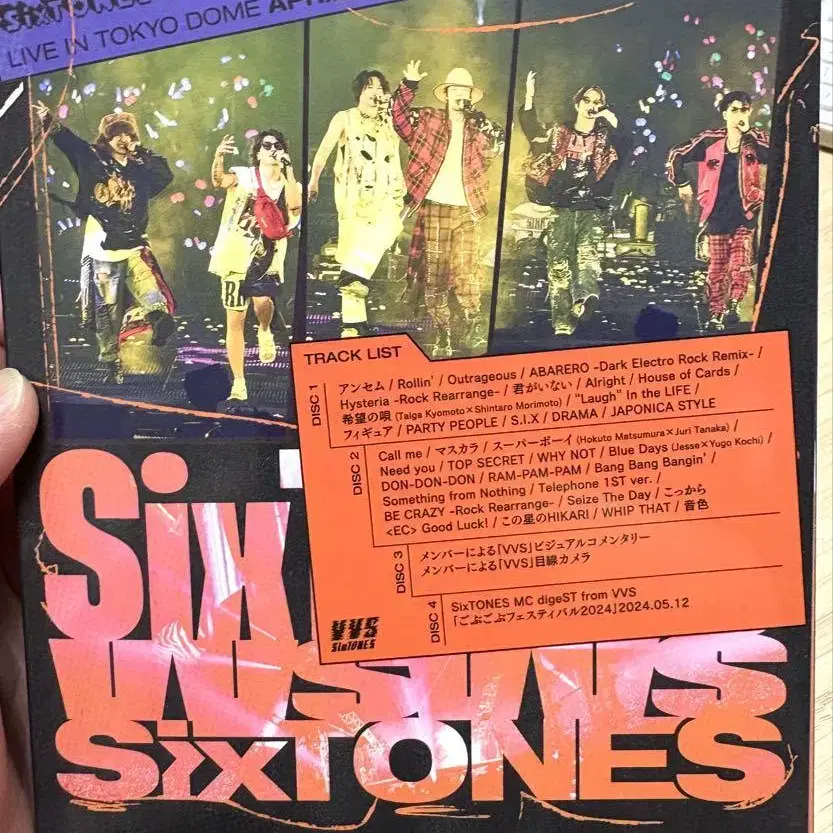 SixTONES
LIVE IN TOKYO DOME
TRACK LIST
DISC 1
アンセム / Rollin' / Outrageous / ABARERO -Dark Electro Rock Remix- /
Hysteria -Rock Rearrange- / 君がいない / Alright / House of Cards /
希望の唄 (Taiga Kyomoto×Shintaro Morimoto) / "Laugh" In the LIFE /
フィギュア / PARTY PEOPLE / S.I.X / DRAMA / JAPONICA STYLE
DISC 2
Call me / マスカラ / スーパーボーイ (Hokuto Matsumura×Juri Tanaka) /
Need you / TOP SECRET / WHY NOT / Blue Days (Jesse×Yugo Kochi) /
DON-DON-DON / RAM-PAM-PAM / Bang Bang Bangin' /
Something from Nothing / Telephone 1ST ver. /
BE CRAZY -Rock Rearrange- / Seize The Day / こっから
<EC> Good Luck! / この星のHIKARI / WHIP THAT / 音色
DISC 3
メンバーによる「VVS」ビジュアルコメンタリー
メンバーによる「VVS」目線カメラ
DISC 4
SixTONES MC digeST from VVS
「ごぶごぶフェスティバル2024」2024.05.12
VVS
SixTONES
Six
SixTONES